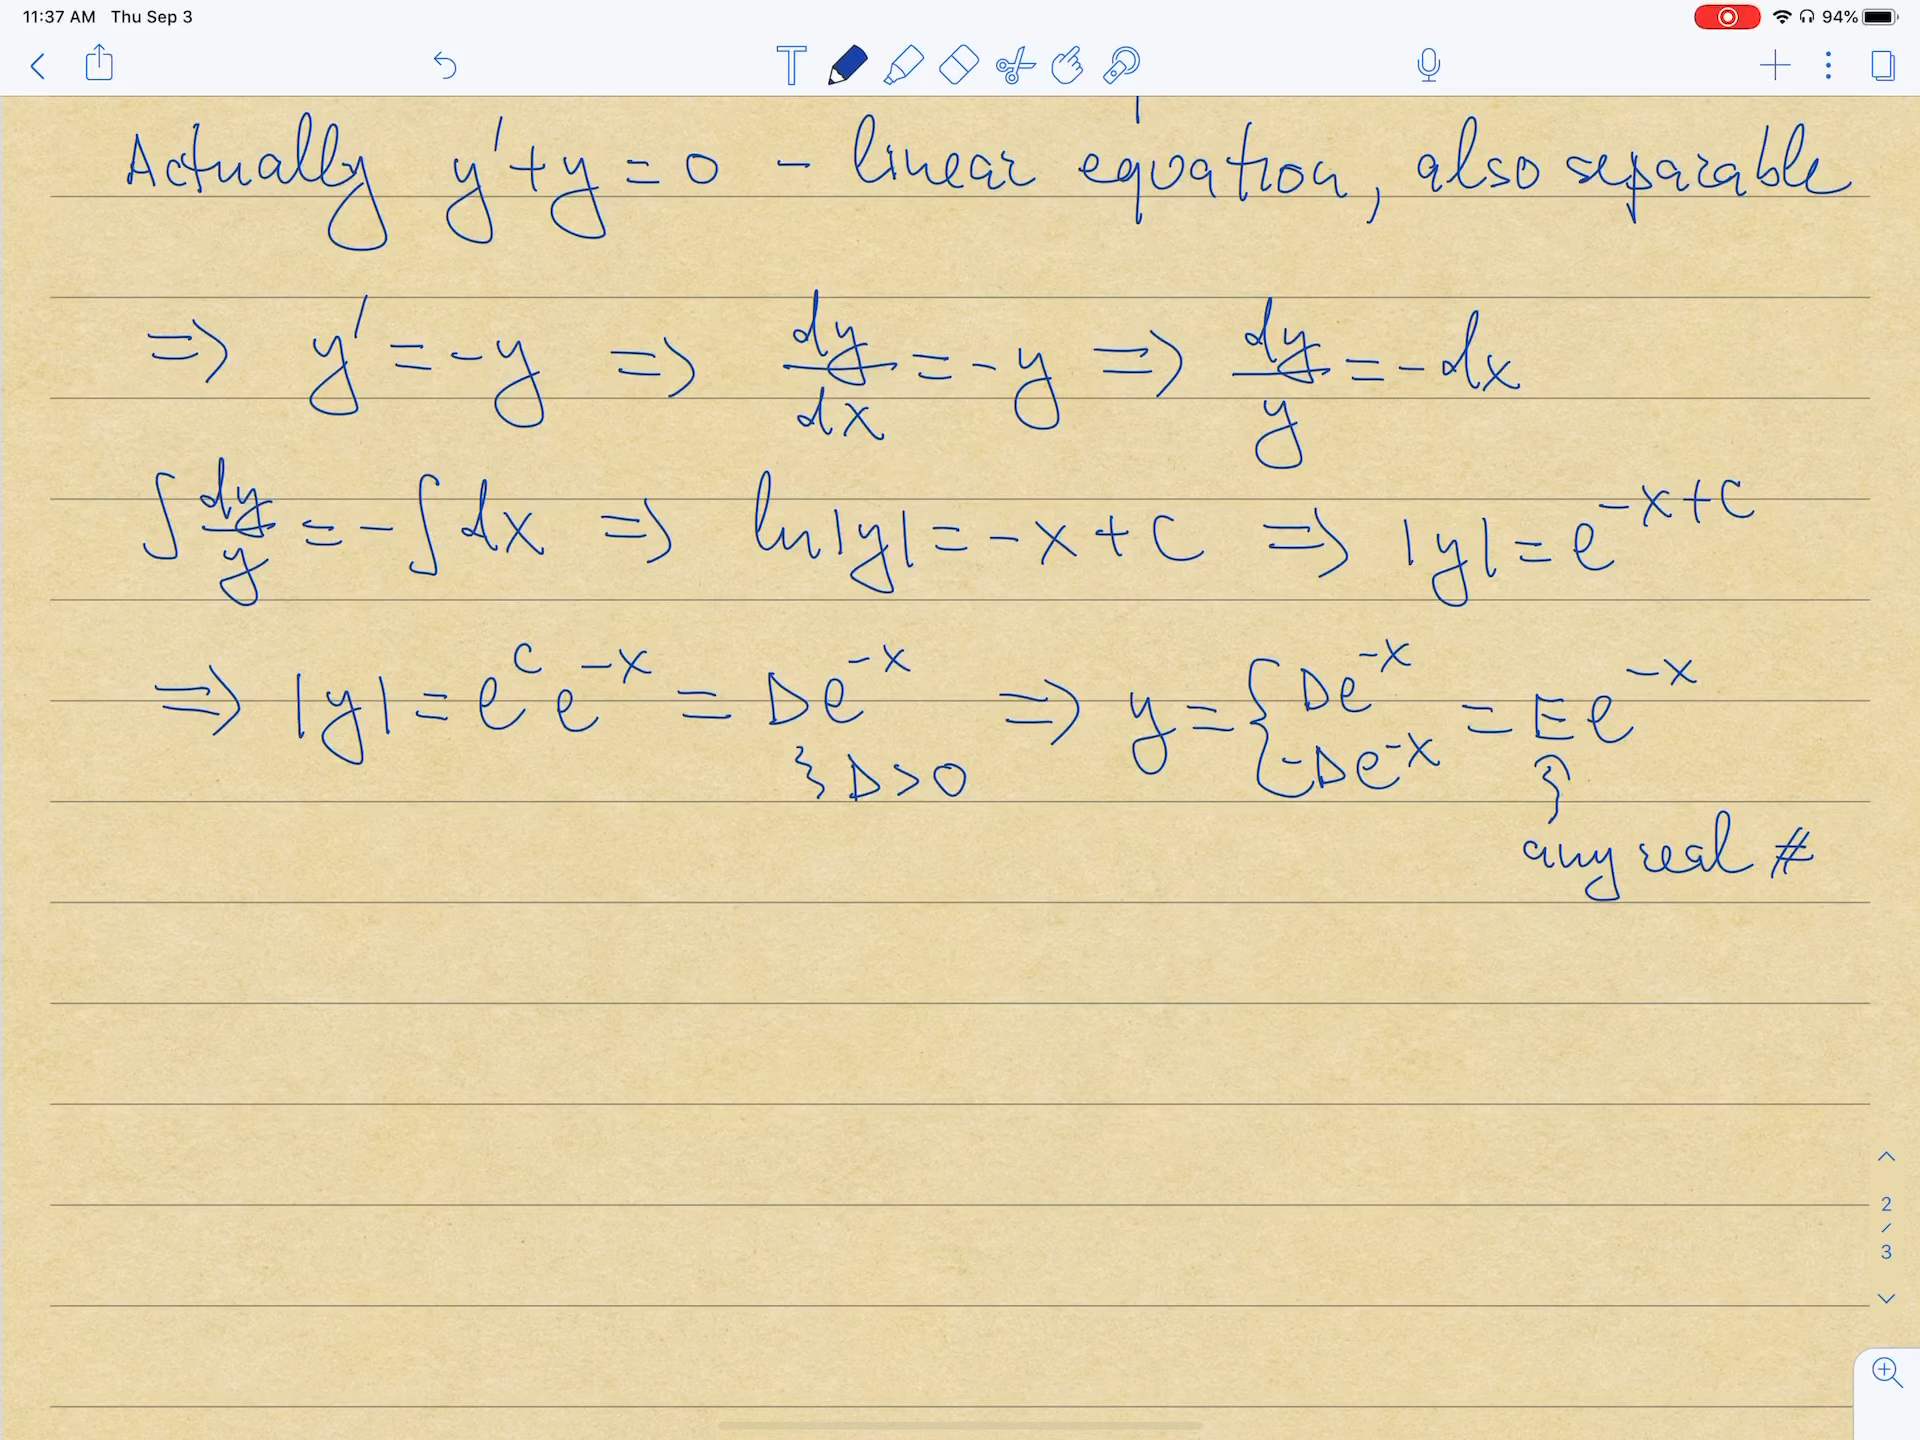 11:37 AM Thu Sep 3 94%
T
Actually y'+y=0 - linear equation, also separable
=> y'=-y => dy/dx = -y => dy/y = -dx
∫ dy/y = -∫ dx => ln|y| = -x+c => |y| = e^{-x+c}
=> |y| = e^c e^{-x} = De^{-x} => y = { De^{-x} -De^{-x} = Ee^{-x}
D>0
any real #
2
/
3